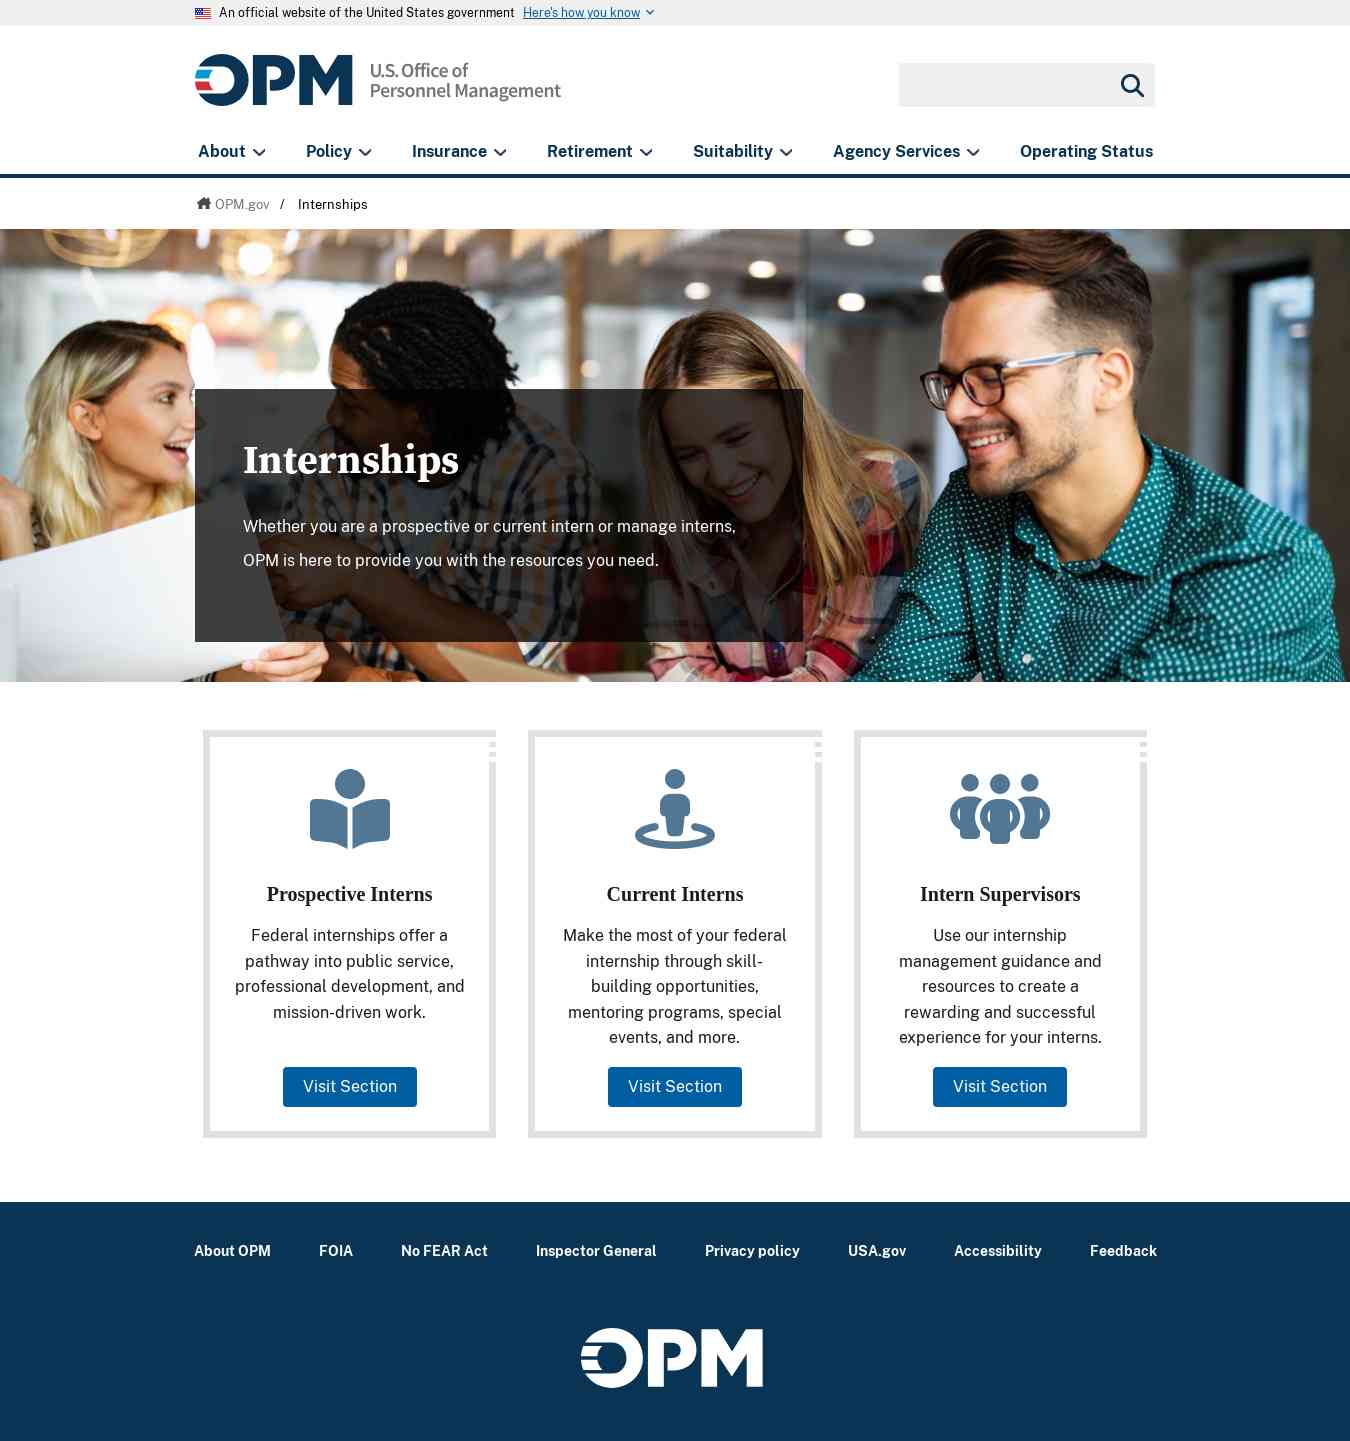 An official website of the United States government Here's how you know
OPM U.S. Office of
Personnel Management
About Policy Insurance Retirement Suitability Agency Services Operating Status
OPM.gov / Internships
Internships
Whether you are a prospective or current intern or manage interns,
OPM is here to provide you with the resources you need.
Prospective Interns
Federal internships offer a
pathway into public service,
professional development, and
mission-driven work.
Visit Section
Current Interns
Make the most of your federal
internship through skill-
building opportunities,
mentoring programs, special
events, and more.
Visit Section
Intern Supervisors
Use our internship
management guidance and
resources to create a
rewarding and successful
experience for your interns.
Visit Section
About OPM FOIA No FEAR Act Inspector General Privacy policy USA.gov Accessibility Feedback
OPM